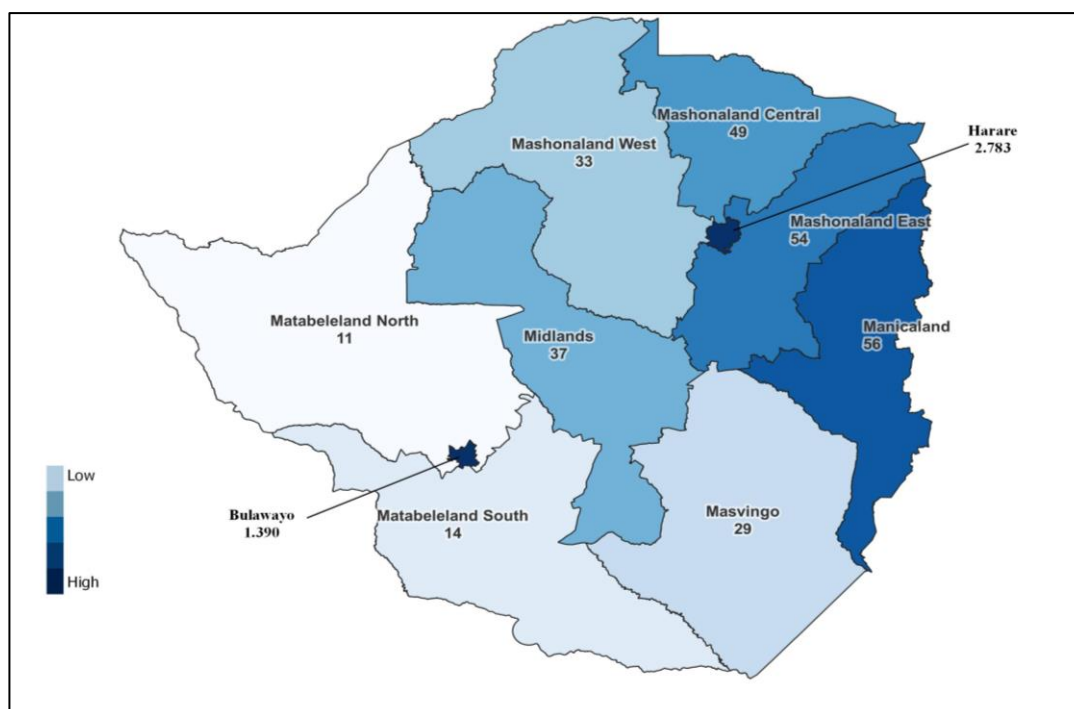 Mashonaland Central
49
Harare
2.783
Mashonaland West
33
Mashonaland East
54
Matabeleland North
11
Midlands
37
Manicaland
56
Low
High
Bulawayo
1.390
Matabeleland South
14
Masvingo
29